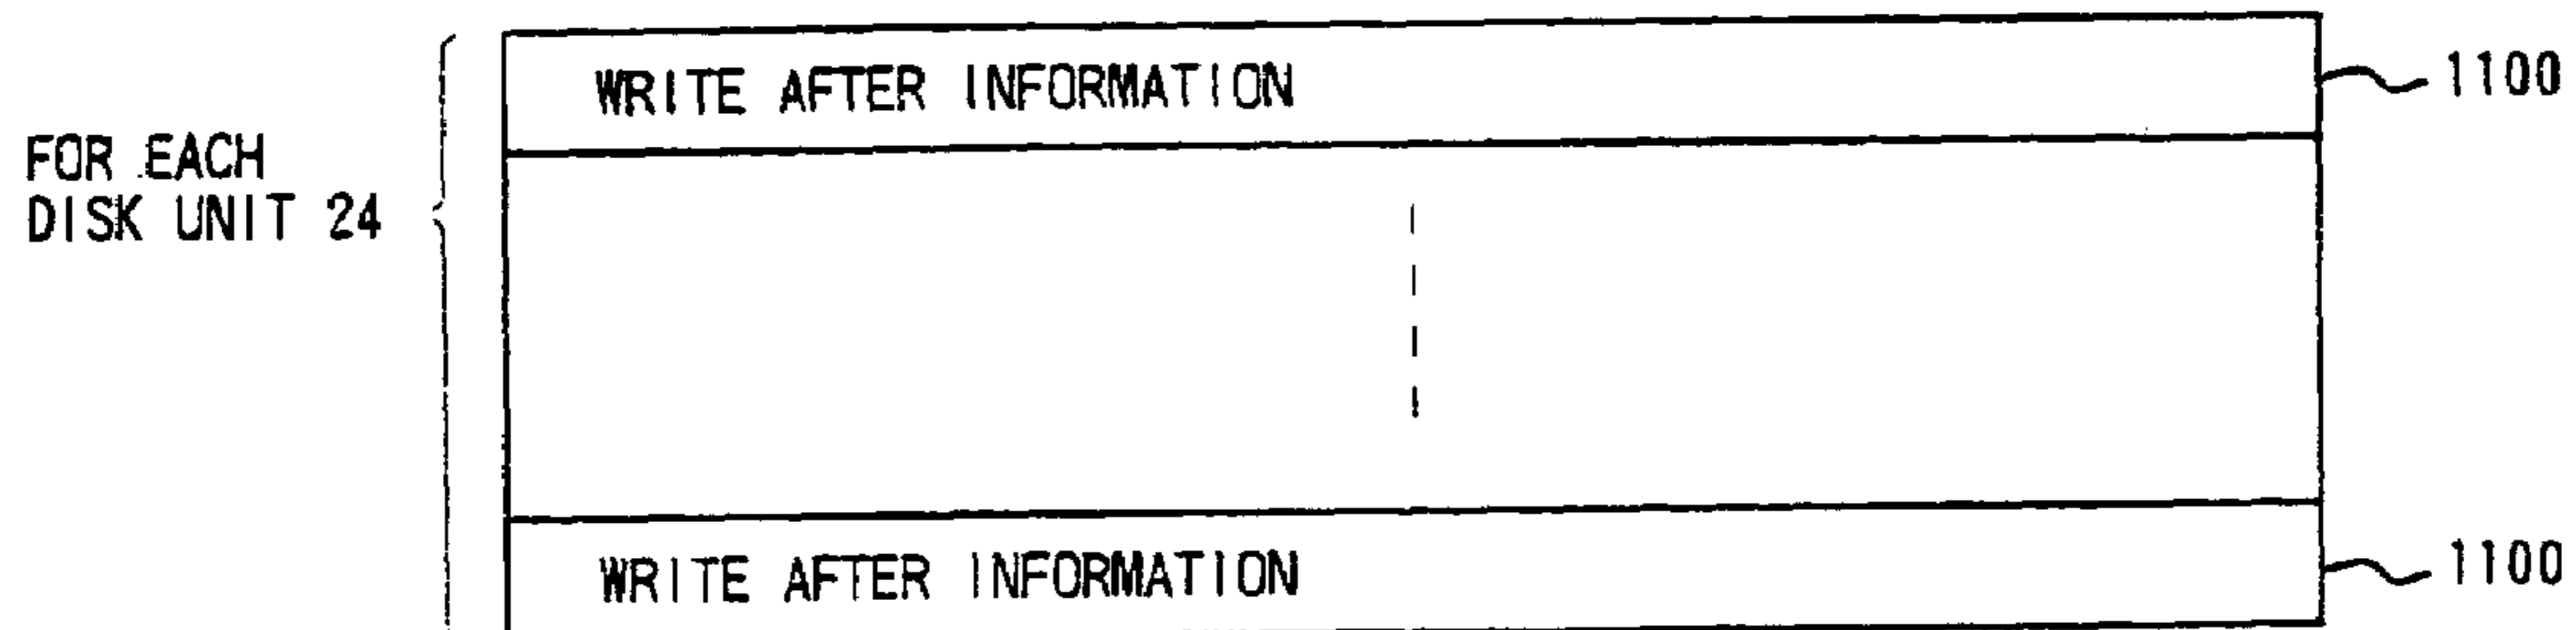 WRITE AFTER INFORMATION
1100
FOR EACH
DISK UNIT 24
WRITE AFTER INFORMATION
1100